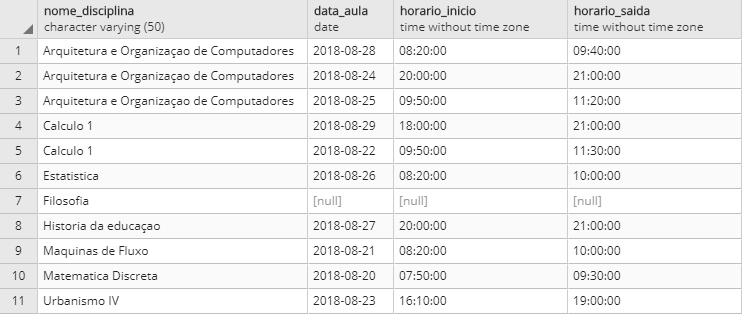 nome_disciplina data_aula horario_inicio horario_saida
character varying (50) date time without time zone time without time zone
1 Arquitetura e Organizaçao de Computadores 2018-08-28 08:20:00 09:40:00
2 Arquitetura e Organizaçao de Computadores 2018-08-24 20:00:00 21:00:00
3 Arquitetura e Organizaçao de Computadores 2018-08-25 09:50:00 11:20:00
4 Calculo 1 2018-08-29 18:00:00 21:00:00
5 Calculo 1 2018-08-22 09:50:00 11:30:00
6 Estatistica 2018-08-26 08:20:00 10:00:00
7 Filosofia [null] [null] [null]
8 Historia da educaçao 2018-08-27 20:00:00 21:00:00
9 Maquinas de Fluxo 2018-08-21 08:20:00 10:00:00
10 Matematica Discreta 2018-08-20 07:50:00 09:30:00
11 Urbanismo IV 2018-08-23 16:10:00 19:00:00